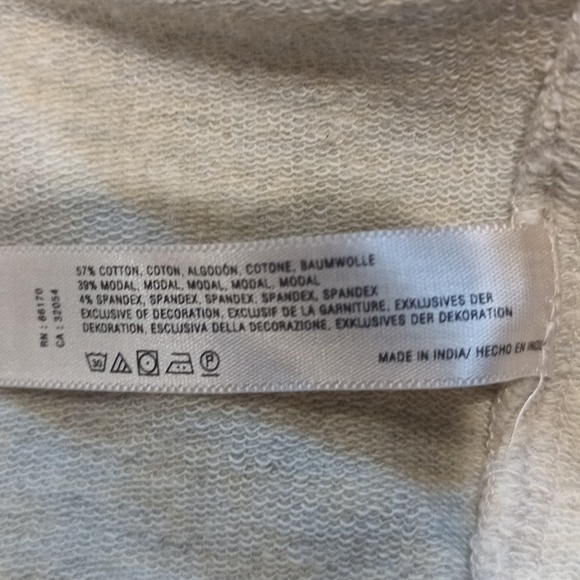 57% COTTON, COTON, ALGODÓN, COTONE, BAUMWOLLE
39% MODAL, MODAL, MODAL, MODAL, MODAL
4% SPANDEX, SPANDEX, SPANDEX, SPANDEX, SPANDEX
EXCLUSIVE OF DECORATION, EXCLUSIF DE LA GARNITURE, EXKLUSIVES DER
DEKORATION, ESCLUSIVA DELLA DECORAZIONE, EXKLUSIVES DER DEKORATION
30 P
MADE IN INDIA/ HECHO EN
RN : 66170
CA : 32054